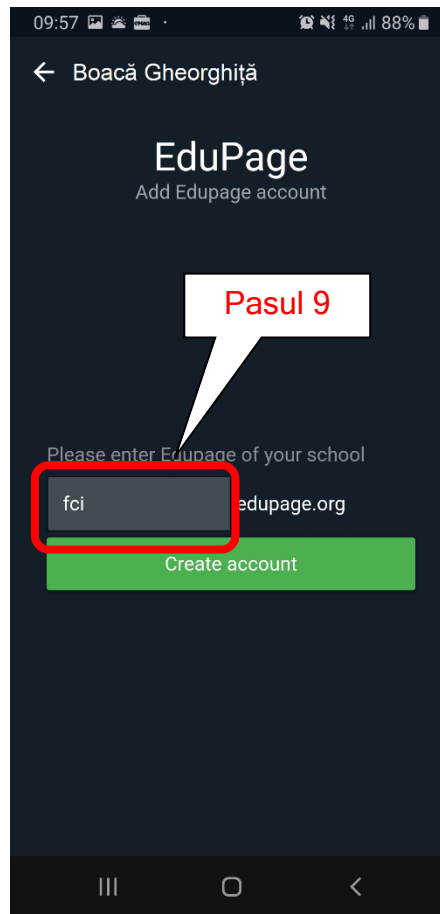 09:57 4G 88%
Boacă Gheorghiță
EduPage
Add Edupage account
Pasul 9
Please enter Edupage of your school
fci edupage.org
Create account